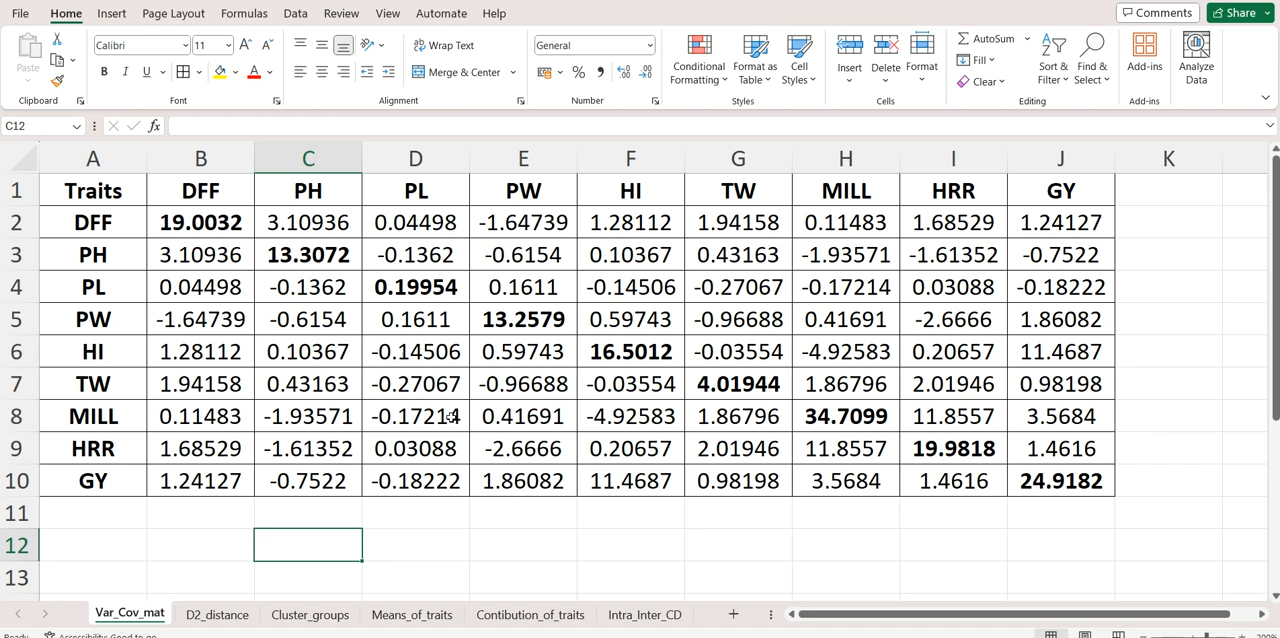 File Home Insert Page Layout Formulas Data Review View Automate Help Comments Share
Paste Calibri 11 A A Wrap Text General Conditional Formatting Format as Table Cell Styles Insert Delete Format AutoSum Fill Clear Sort & Filter Find & Select Add-ins Analyze Data
B I U A Merge & Center % ,
Clipboard Font Alignment Number Styles Cells Editing Add-ins
C12 fx
A B C D E F G H I J K
1 Traits DFF PH PL PW HI TW MILL HRR GY
2 DFF 19.0032 3.10936 0.04498 -1.64739 1.28112 1.94158 0.11483 1.68529 1.24127
3 PH 3.10936 13.3072 -0.1362 -0.6154 0.10367 0.43163 -1.93571 -1.61352 -0.7522
4 PL 0.04498 -0.1362 0.19954 0.1611 -0.14506 -0.27067 -0.17214 0.03088 -0.18222
5 PW -1.64739 -0.6154 0.1611 13.2579 0.59743 -0.96688 0.41691 -2.6666 1.86082
6 HI 1.28112 0.10367 -0.14506 0.59743 16.5012 -0.03554 -4.92583 0.20657 11.4687
7 TW 1.94158 0.43163 -0.27067 -0.96688 -0.03554 4.01944 1.86796 2.01946 0.98198
8 MILL 0.11483 -1.93571 -0.17214 0.41691 -4.92583 1.86796 34.7099 11.8557 3.5684
9 HRR 1.68529 -1.61352 0.03088 -2.6666 0.20657 2.01946 11.8557 19.9818 1.4616
10 GY 1.24127 -0.7522 -0.18222 1.86082 11.4687 0.98198 3.5684 1.4616 24.9182
11
12
13
Var_Cov_mat D2_distance Cluster_groups Means_of_traits Contibution_of_traits Intra_Inter_CD
Ready Accessibility: Good to go 200%